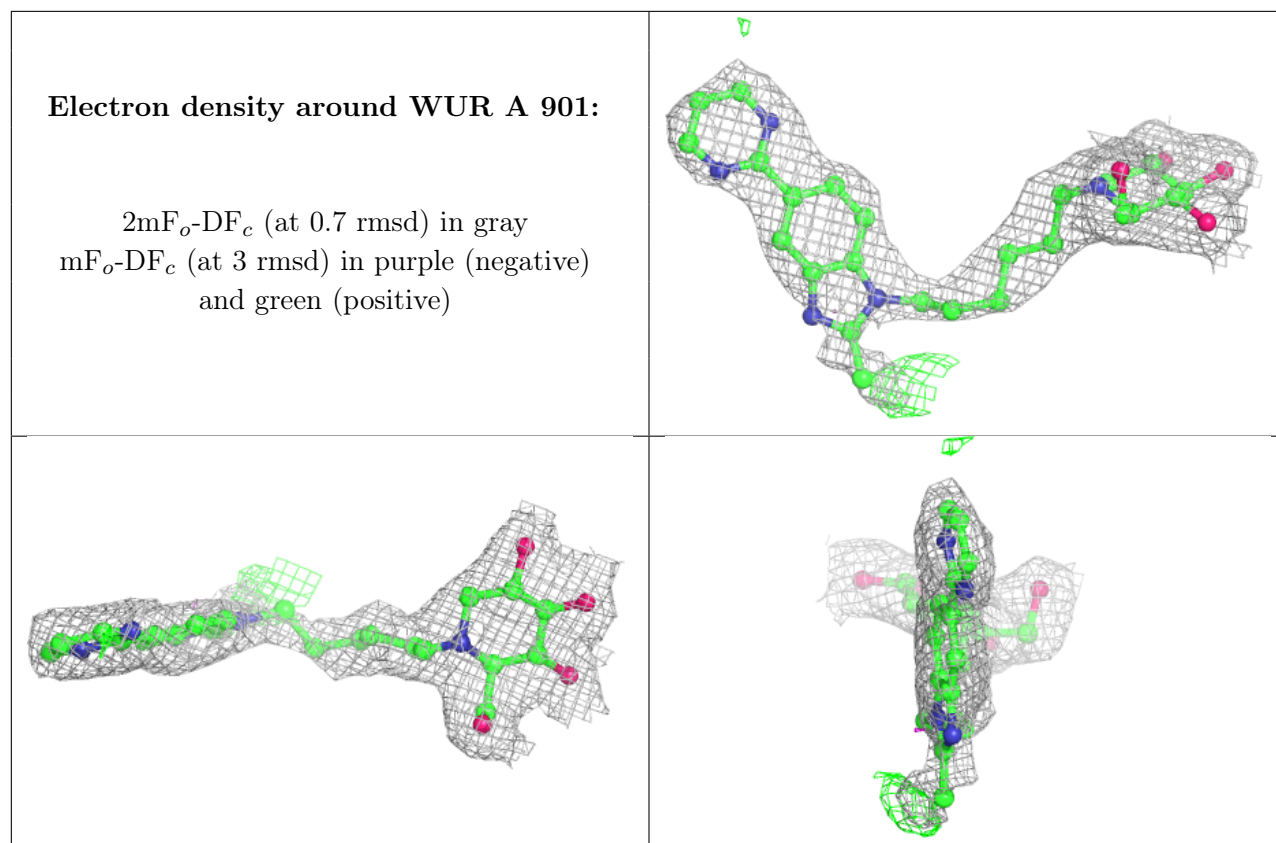 Electron density around WUR A 901:
2mFo-DFc (at 0.7 rmsd) in gray
mFo-DFc (at 3 rmsd) in purple (negative)
and green (positive)